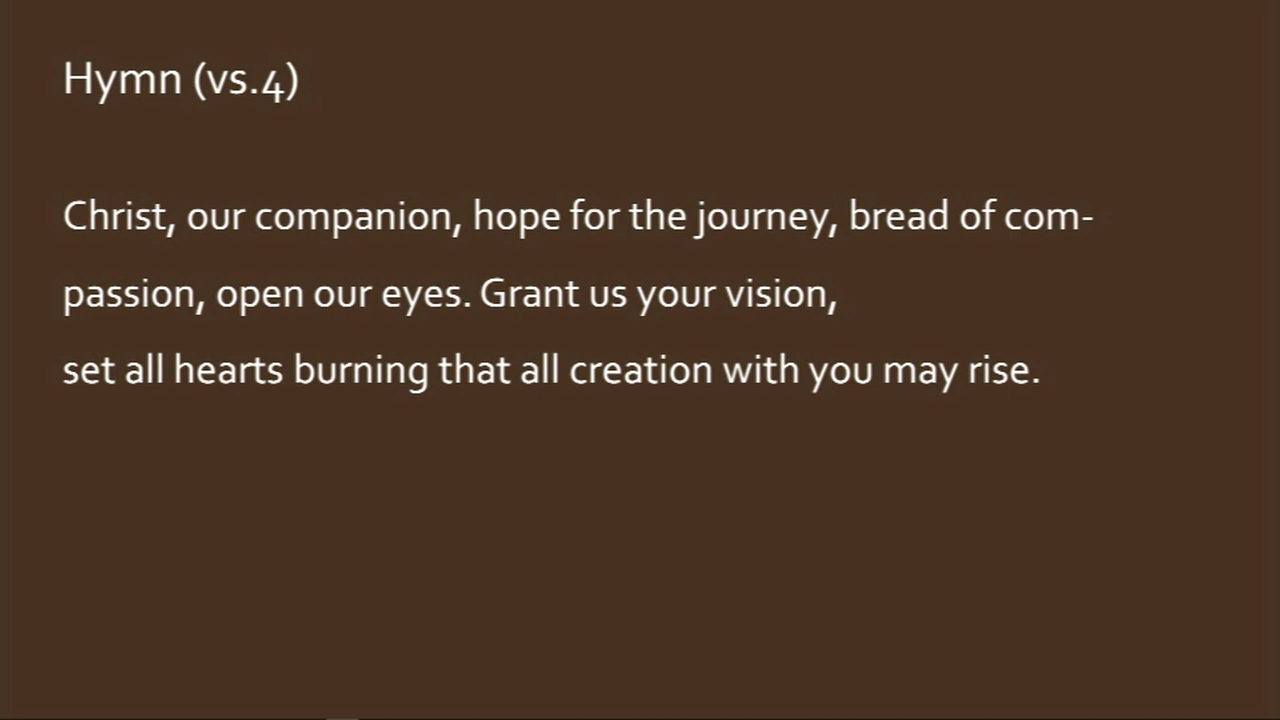 Hymn (vs.4)
Christ, our companion, hope for the journey, bread of com-
passion, open our eyes. Grant us your vision,
set all hearts burning that all creation with you may rise.